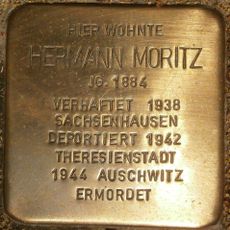 HIER WOHNTE
HERMANN MORITZ
JG. 1884
VERHAFTET 1938
SACHSENHAUSEN
DEPORTIERT 1942
THERESIENSTADT
1944 AUSCHWITZ
ERMORDET